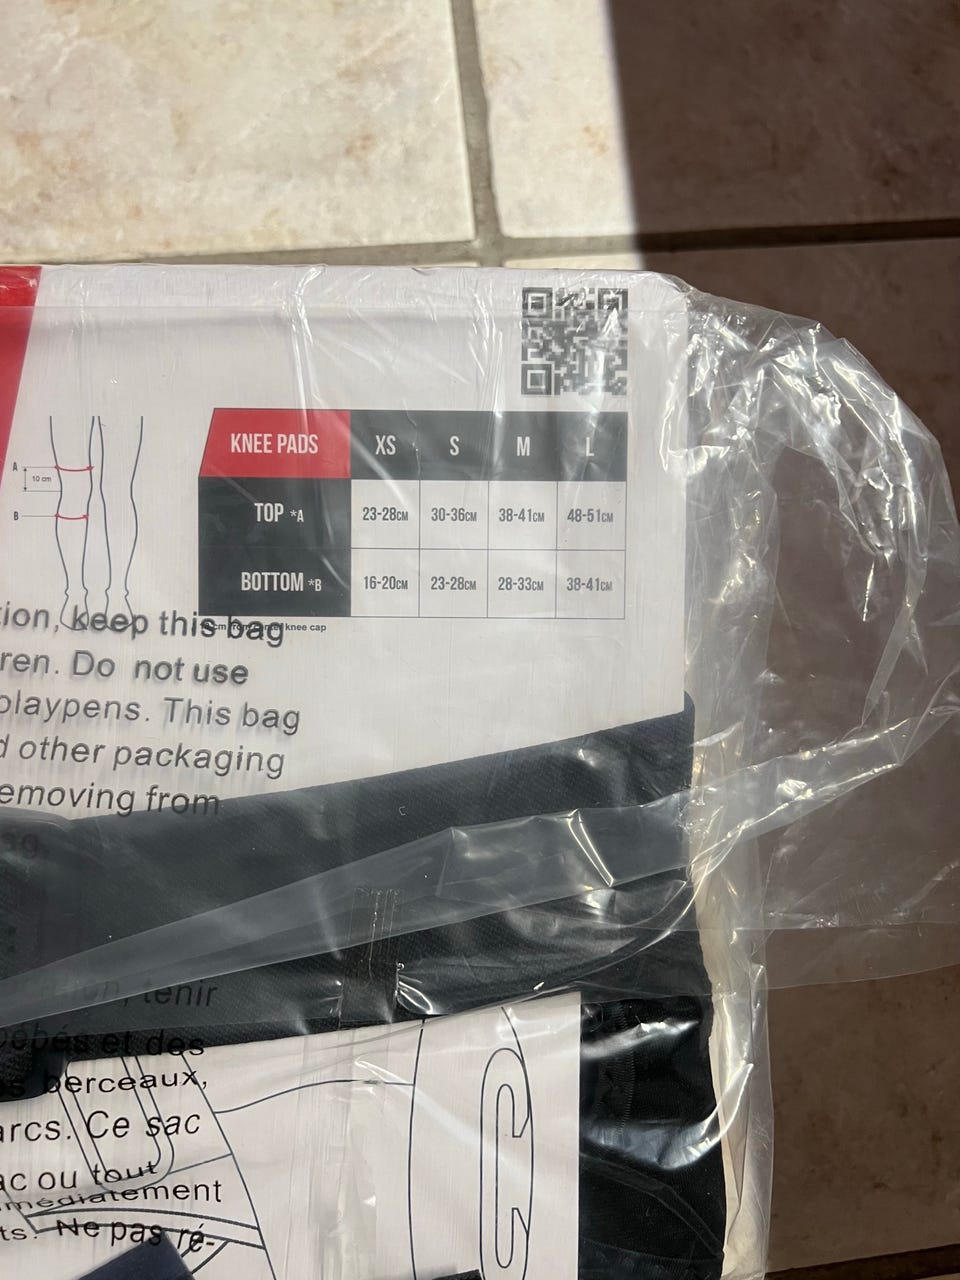 KNEE PADS XS S M L
A
10 cm
TOP *A 23-28CM 30-36CM 38-41CM 48-51CM
B
BOTTOM *B 16-20CM 23-28CM 28-33CM 38-41CM
knee cap
tion, keep this bag
ren. Do not use
playpens. This bag
d other packaging
emoving from
tenir
bébés et des
berceaux,
arcs. Ce sac
ac ou tout
médiatement
ts. Ne pas ré-